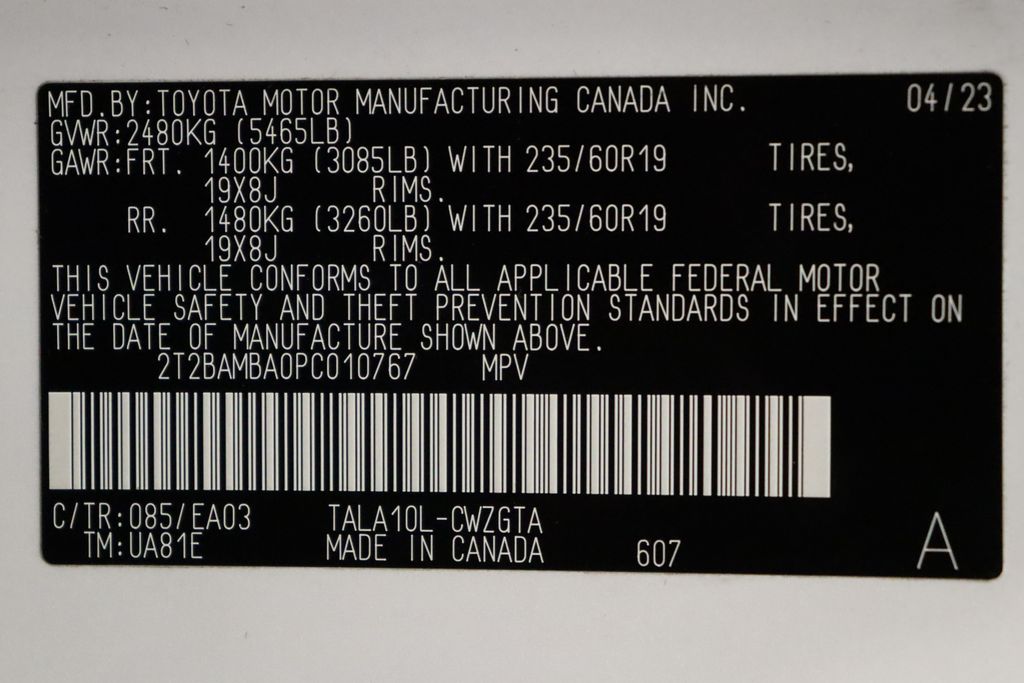 MFD.BY:TOYOTA MOTOR MANUFACTURING CANADA INC. 04/23
GVWR:2480KG (5465LB)
GAWR:FRT. 1400KG (3085LB) WITH 235/60R19 TIRES,
19X8J RIMS.
RR. 1480KG (3260LB) WITH 235/60R19 TIRES,
19X8J RIMS.
THIS VEHICLE CONFORMS TO ALL APPLICABLE FEDERAL MOTOR
VEHICLE SAFETY AND THEFT PREVENTION STANDARDS IN EFFECT ON
THE DATE OF MANUFACTURE SHOWN ABOVE.
2T2BAMBA0PC010767 MPV
C/TR:085/EA03 TALA10L-CWZGTA
TM:UA81E MADE IN CANADA 607 A